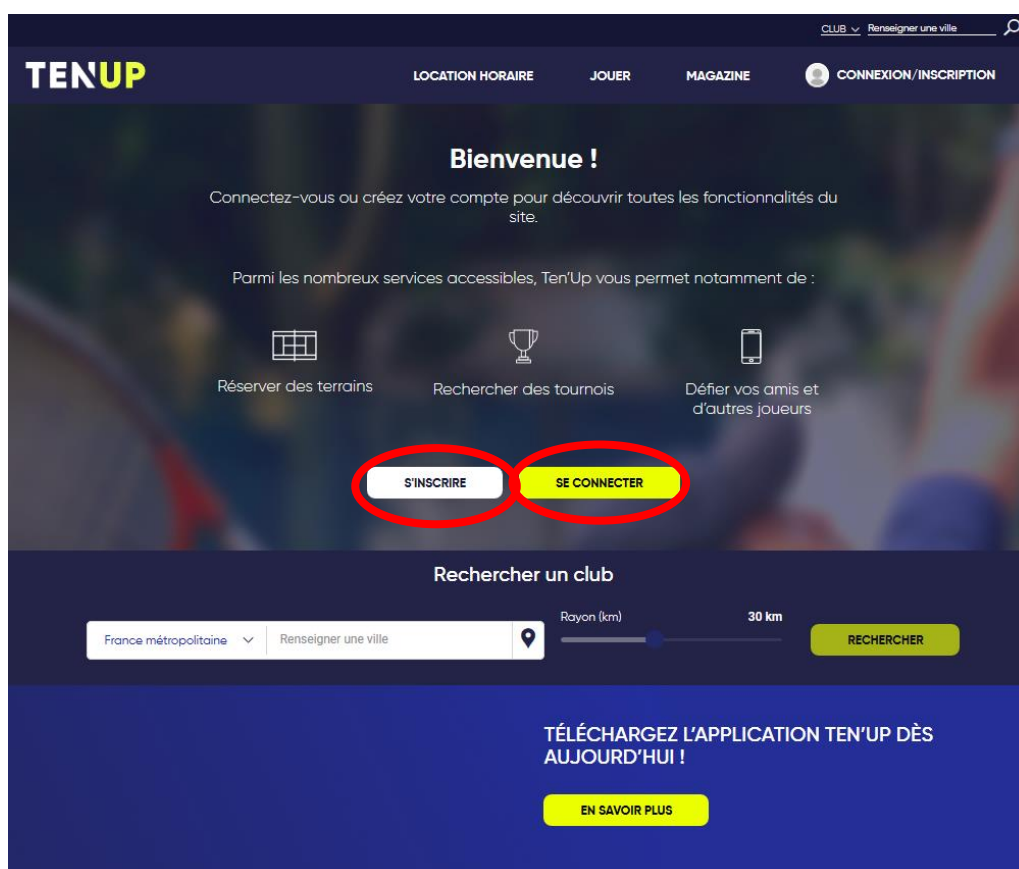 CLUB Renseigner une ville
TENUP LOCATION HORAIRE JOUER MAGAZINE CONNEXION/INSCRIPTION
Bienvenue !
Connectez-vous ou créez votre compte pour découvrir toutes les fonctionnalités du
site.
Parmi les nombreux services accessibles, Ten'Up vous permet notamment de :
Réserver des terrains
Rechercher des tournois
Défier vos amis et
d'autres joueurs
S'INSCRIRE SE CONNECTER
Rechercher un club
Rayon (km) 30 km
France métropolitaine Renseigner une ville RECHERCHER
TÉLÉCHARGEZ L'APPLICATION TEN'UP DÈS
AUJOURD'HUI !
EN SAVOIR PLUS